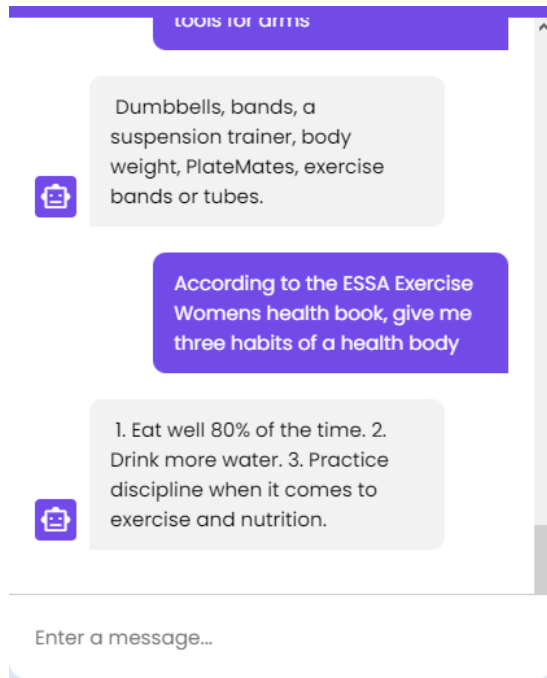 tools for arms
Dumbbells, bands, a
suspension trainer, body
weight, PlateMates, exercise
bands or tubes.
According to the ESSA Exercise
Womens health book, give me
three habits of a health body
1. Eat well 80% of the time. 2.
Drink more water. 3. Practice
discipline when it comes to
exercise and nutrition.
Enter a message...